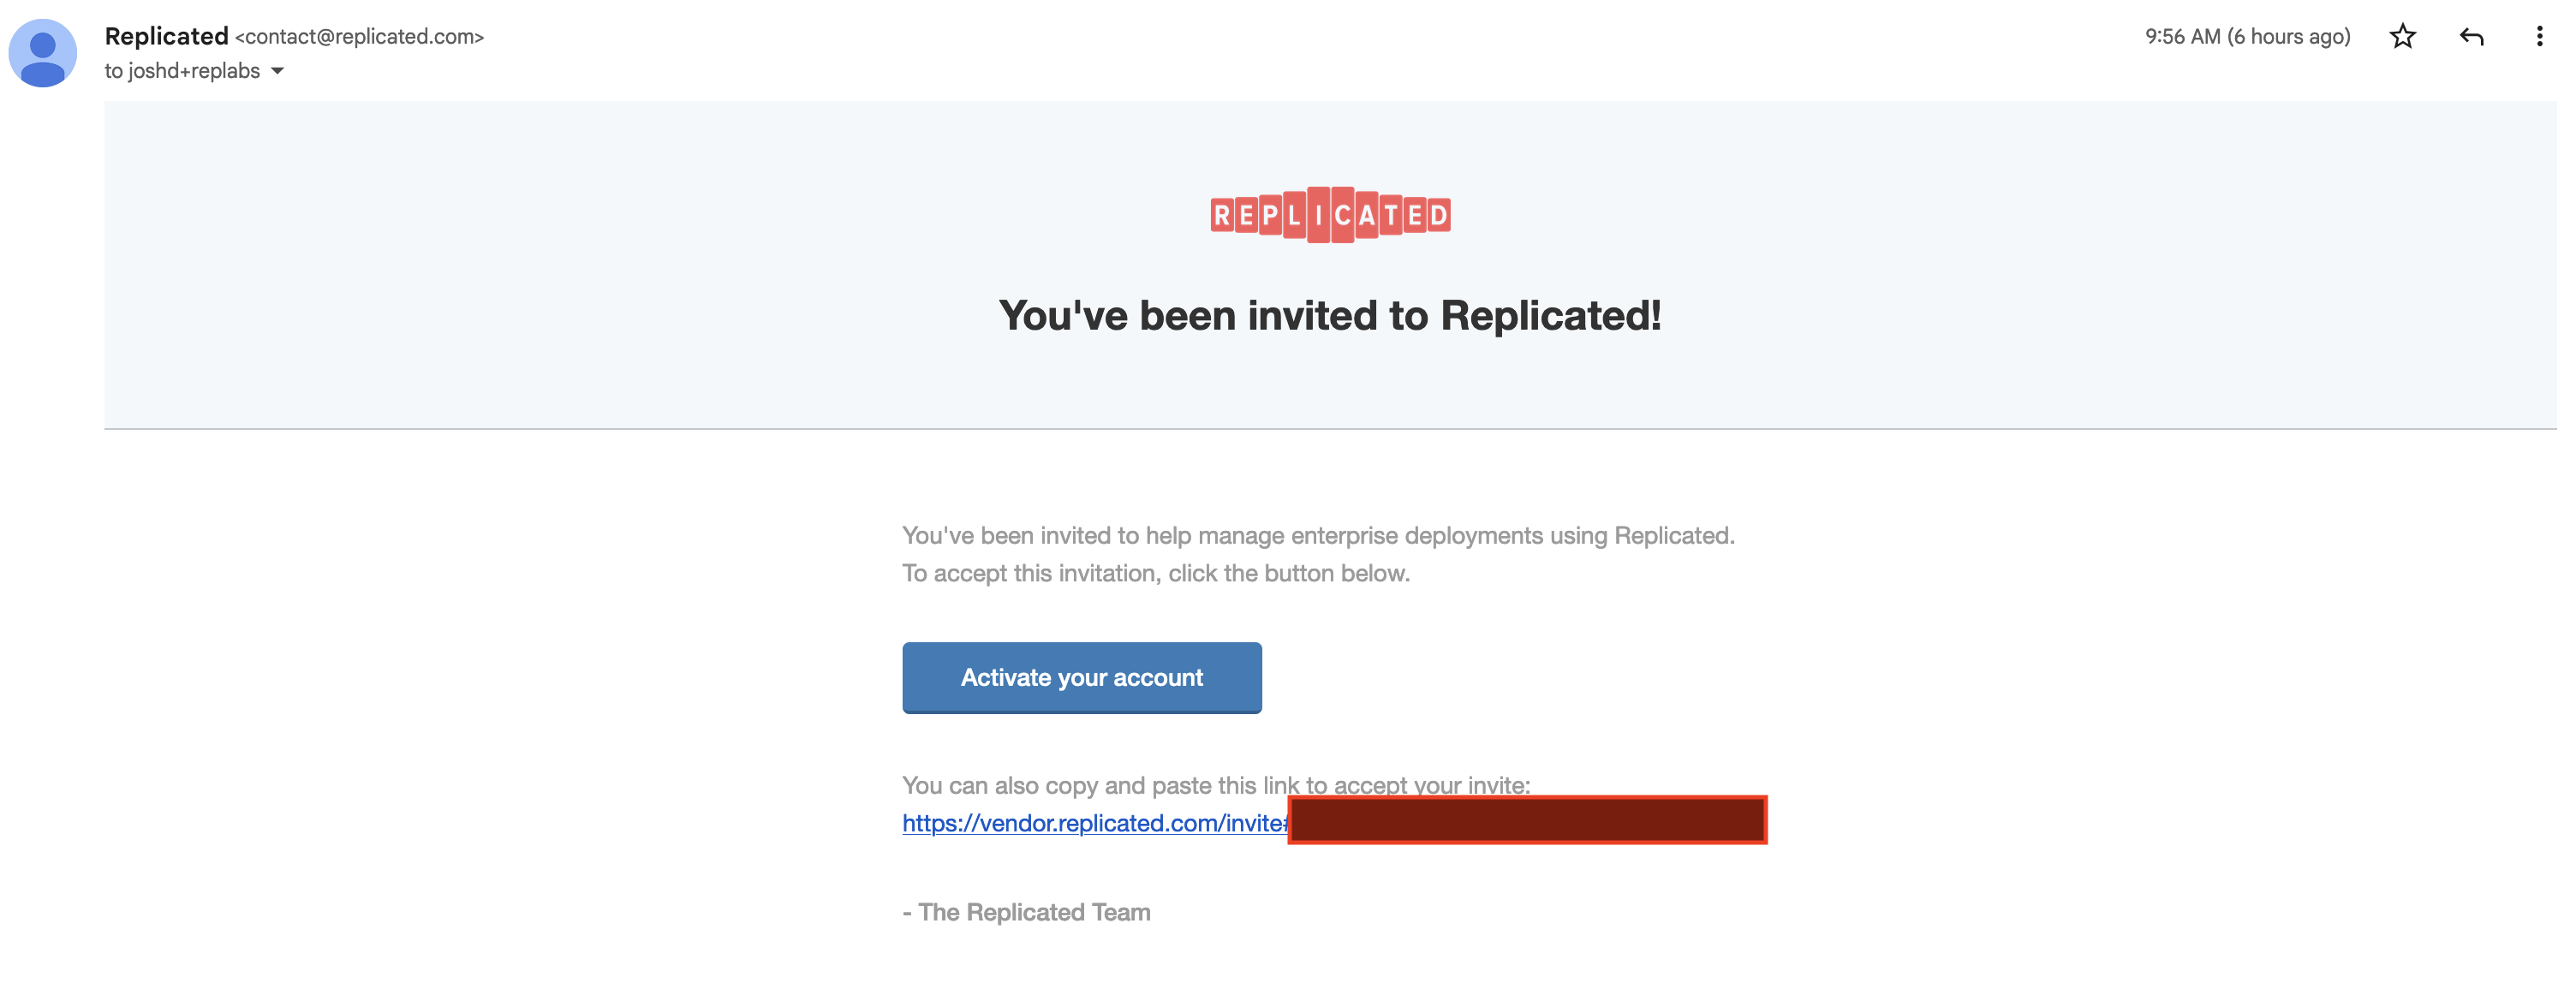 Replicated <contact@replicated.com>
9:56 AM (6 hours ago)
to joshd+replabs
REPLICATED
You've been invited to Replicated!
You've been invited to help manage enterprise deployments using Replicated.
To accept this invitation, click the button below.
Activate your account
You can also copy and paste this link to accept your invite:
https://vendor.replicated.com/invite#
- The Replicated Team